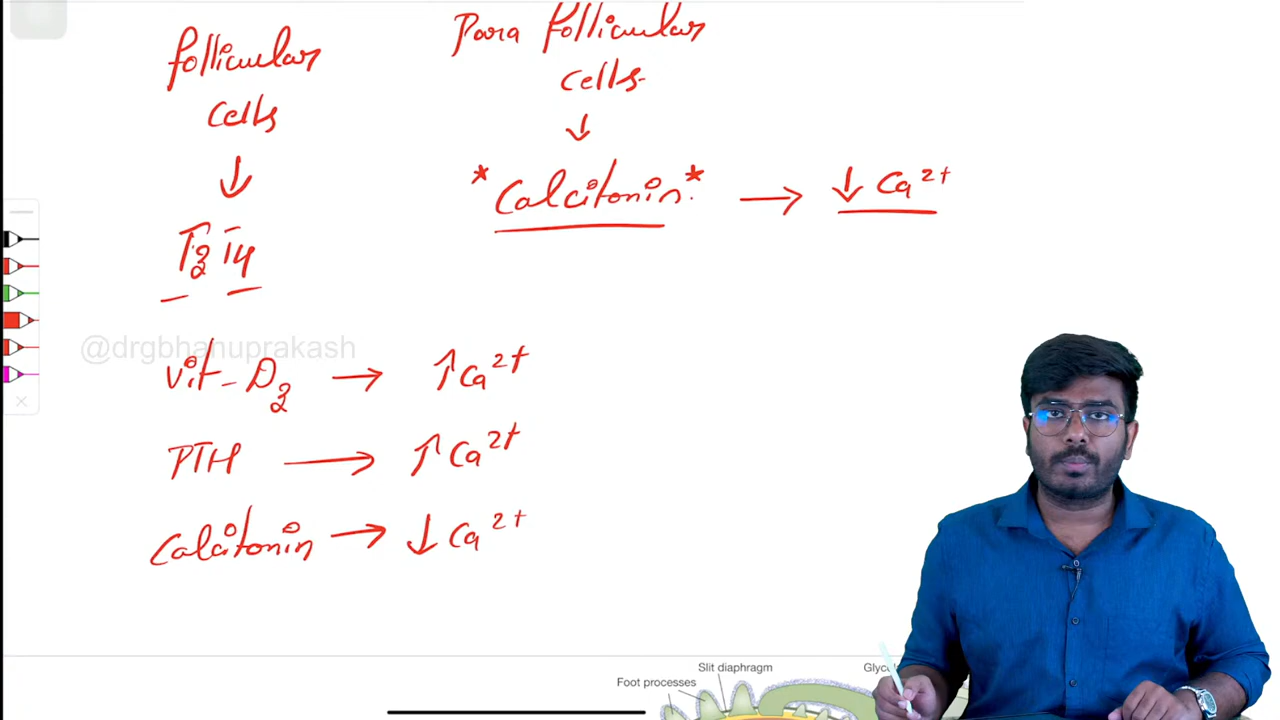 follicular
cells
↓
T3 T4
Para follicular
cells
↓
*Calcitonin* → ↓ Ca2+
@drgbhanuprakash
Vit-D3 → ↑Ca2+
PTH → ↑Ca2+
Calcitonin → ↓Ca2+
Slit diaphragm
Foot processes
Glyco